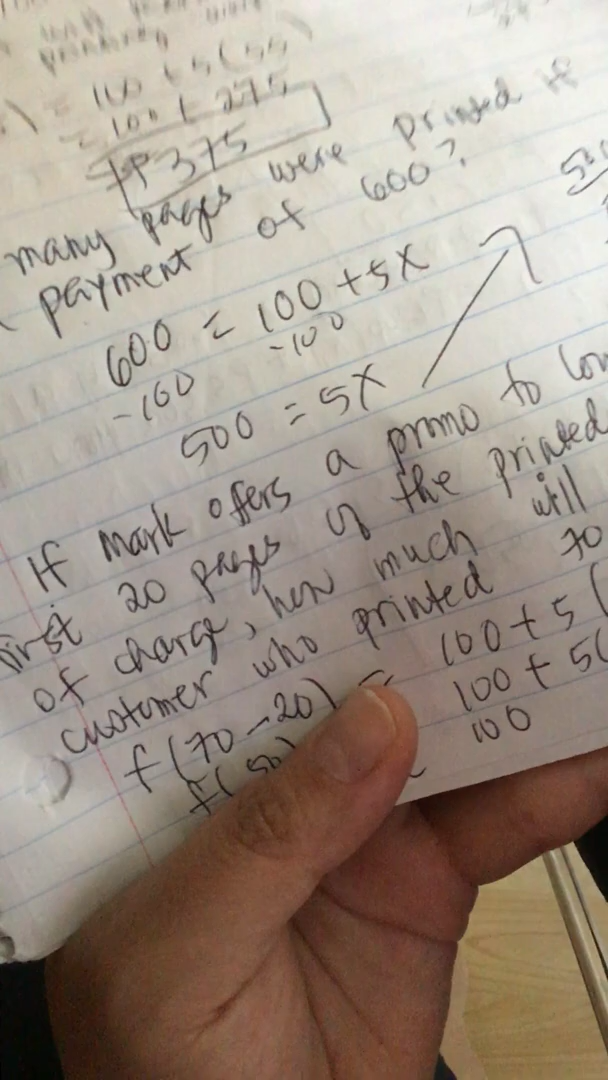 = 100 + 5(55)
= 100 + 275
₱375
many pages were printed if
payment of 600?
600 = 100 + 5x
-100 -100
500 = 5x
If Mark offers a promo to
first 20 pages of the printed
of charge, how much will
customer who printed 70
f(70-20) = 100 + 5(
f(50) 100 + 5(
100